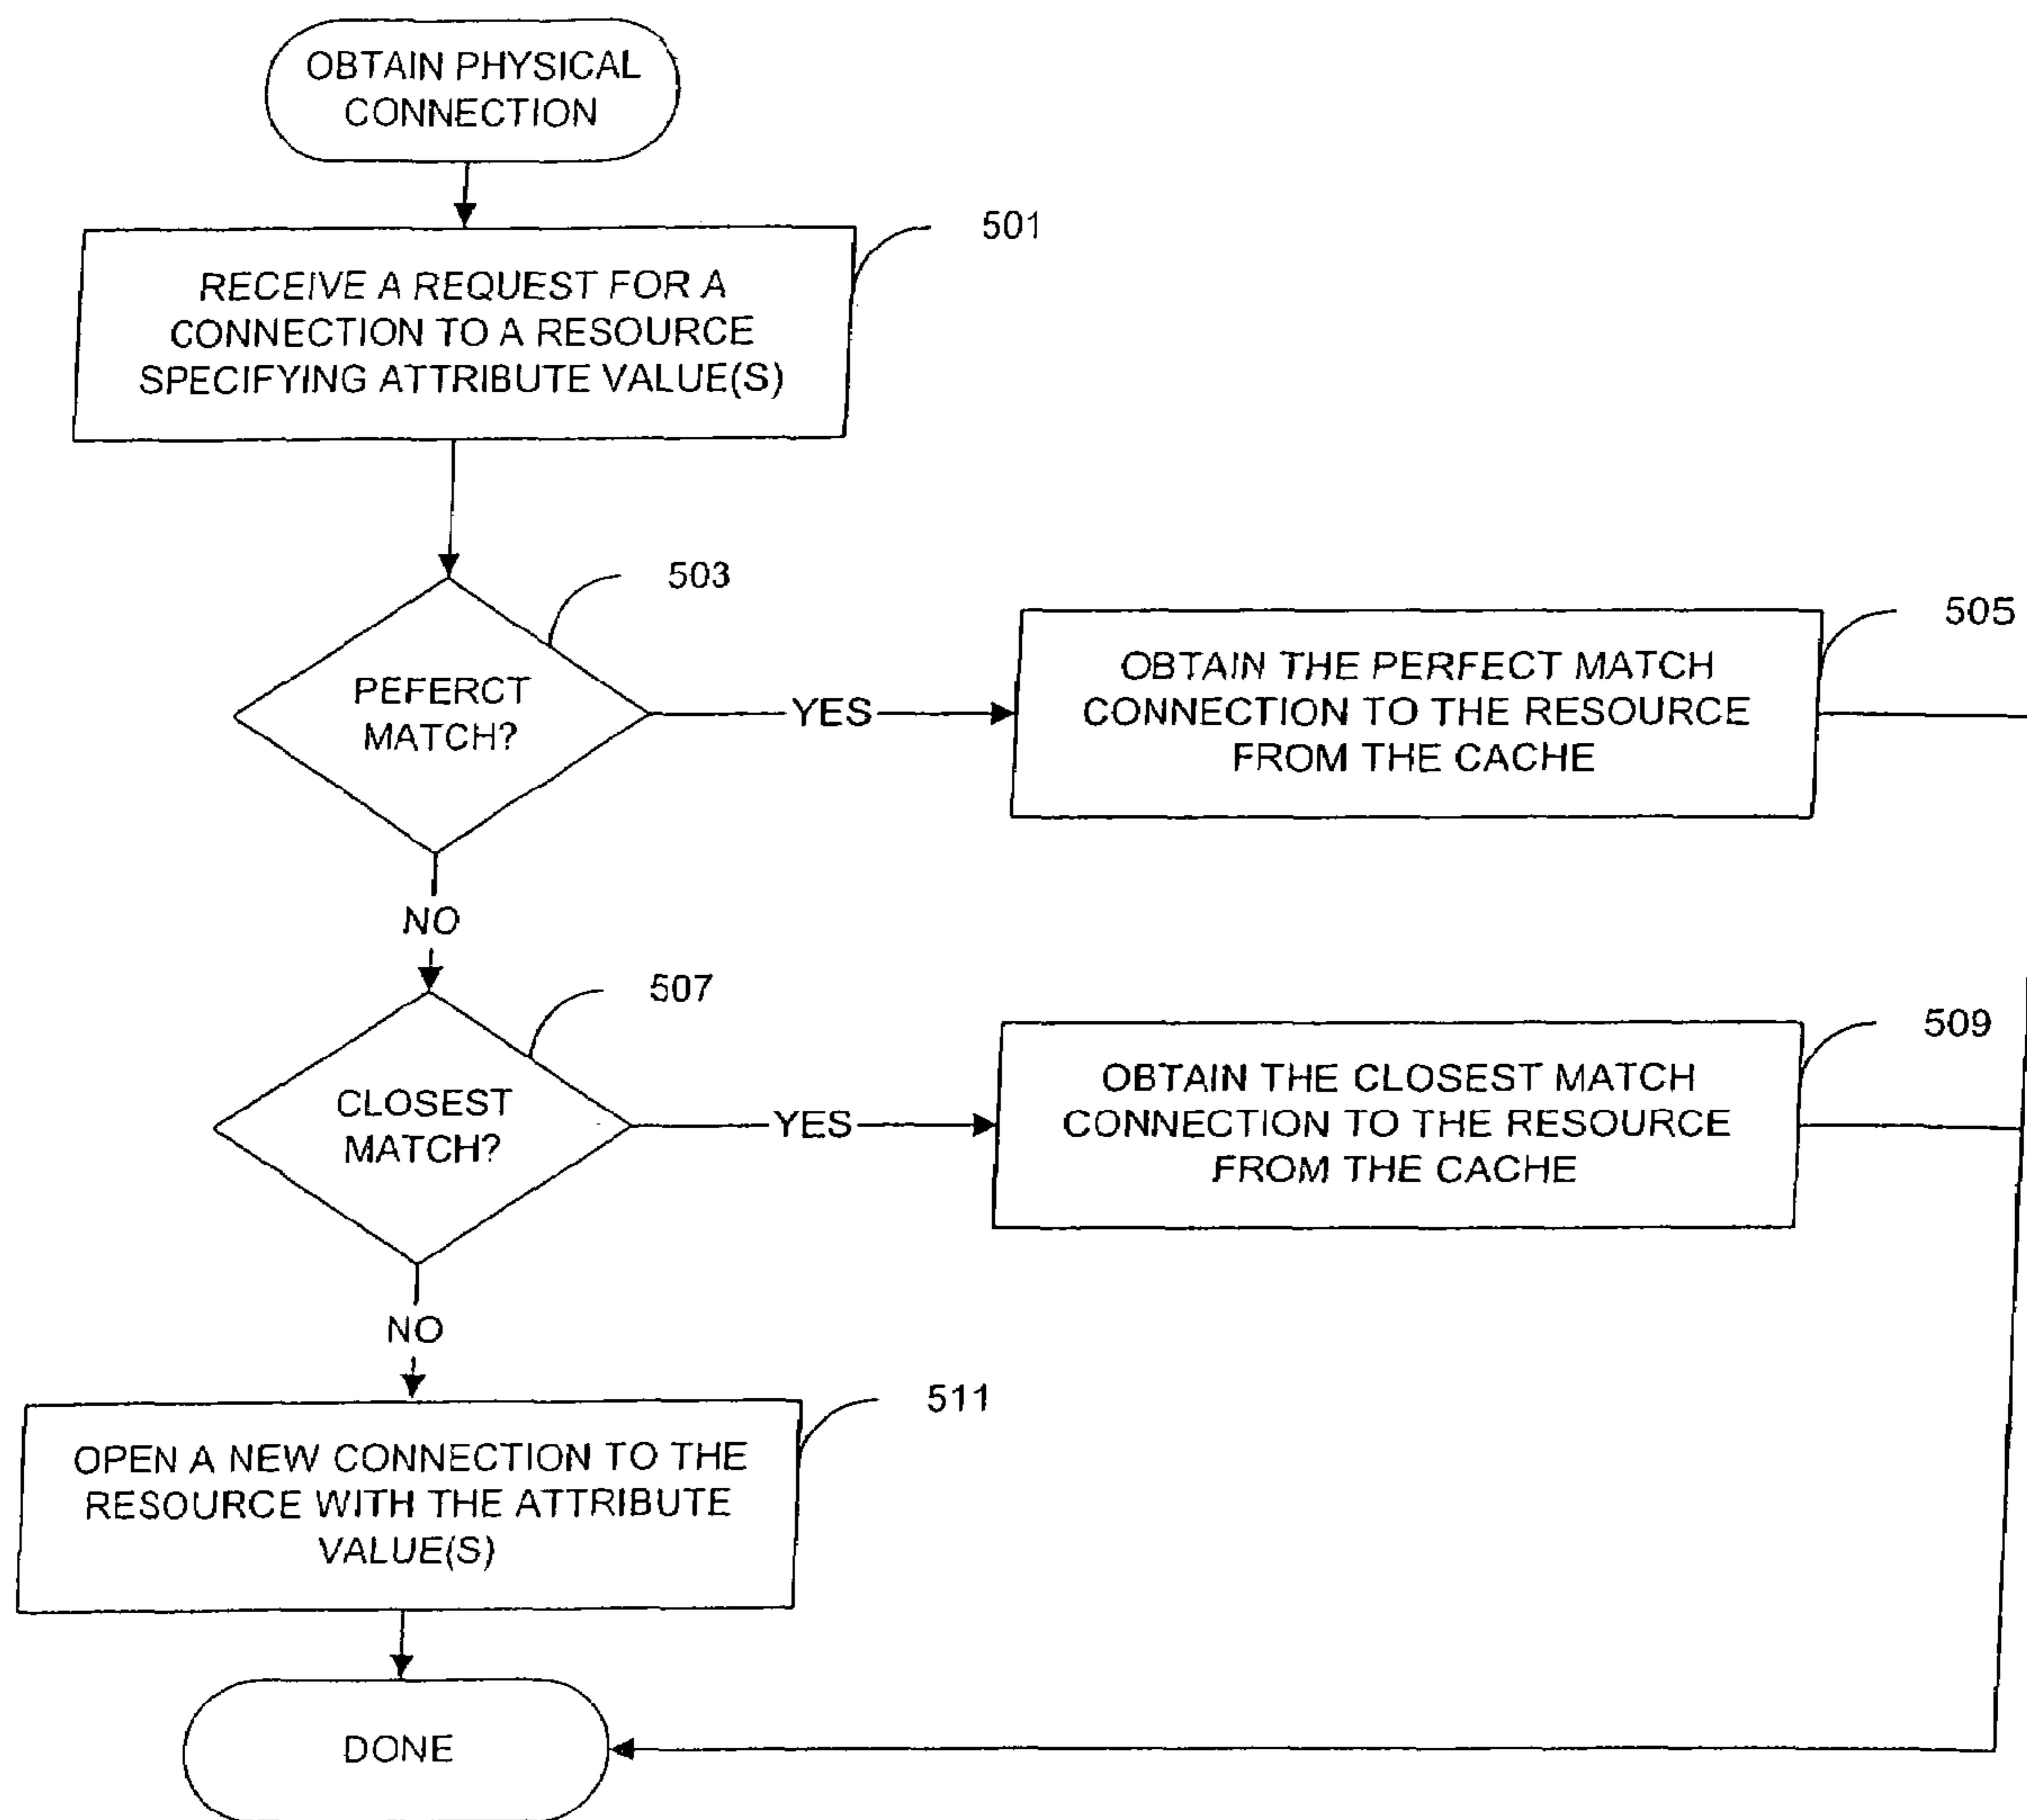 OBTAIN PHYSICAL
CONNECTION
501
RECEIVE A REQUEST FOR A
CONNECTION TO A RESOURCE
SPECIFYING ATTRIBUTE VALUE(S)
503
PEFERCT
MATCH?
YES
505
OBTAIN THE PERFECT MATCH
CONNECTION TO THE RESOURCE
FROM THE CACHE
NO
507
CLOSEST
MATCH?
YES
509
OBTAIN THE CLOSEST MATCH
CONNECTION TO THE RESOURCE
FROM THE CACHE
NO
511
OPEN A NEW CONNECTION TO THE
RESOURCE WITH THE ATTRIBUTE
VALUE(S)
DONE